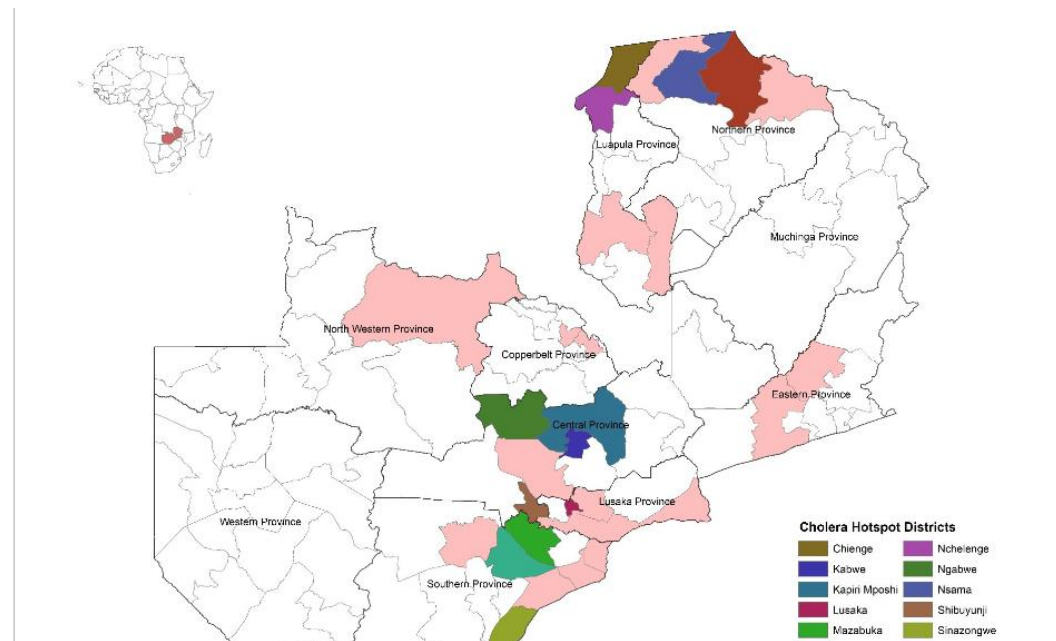 Northern Province
Luapula Province
Muchinga Province
North Western Province
Copperbelt Province
Eastern Province
Central Province
Lusaka Province
Western Province
Southern Province
Cholera Hotspot Districts
Chienge
Nchelenge
Kabwe
Ngabwe
Kapiri Mposhi
Nsama
Lusaka
Shibuyunji
Mazabuka
Sinazongwe